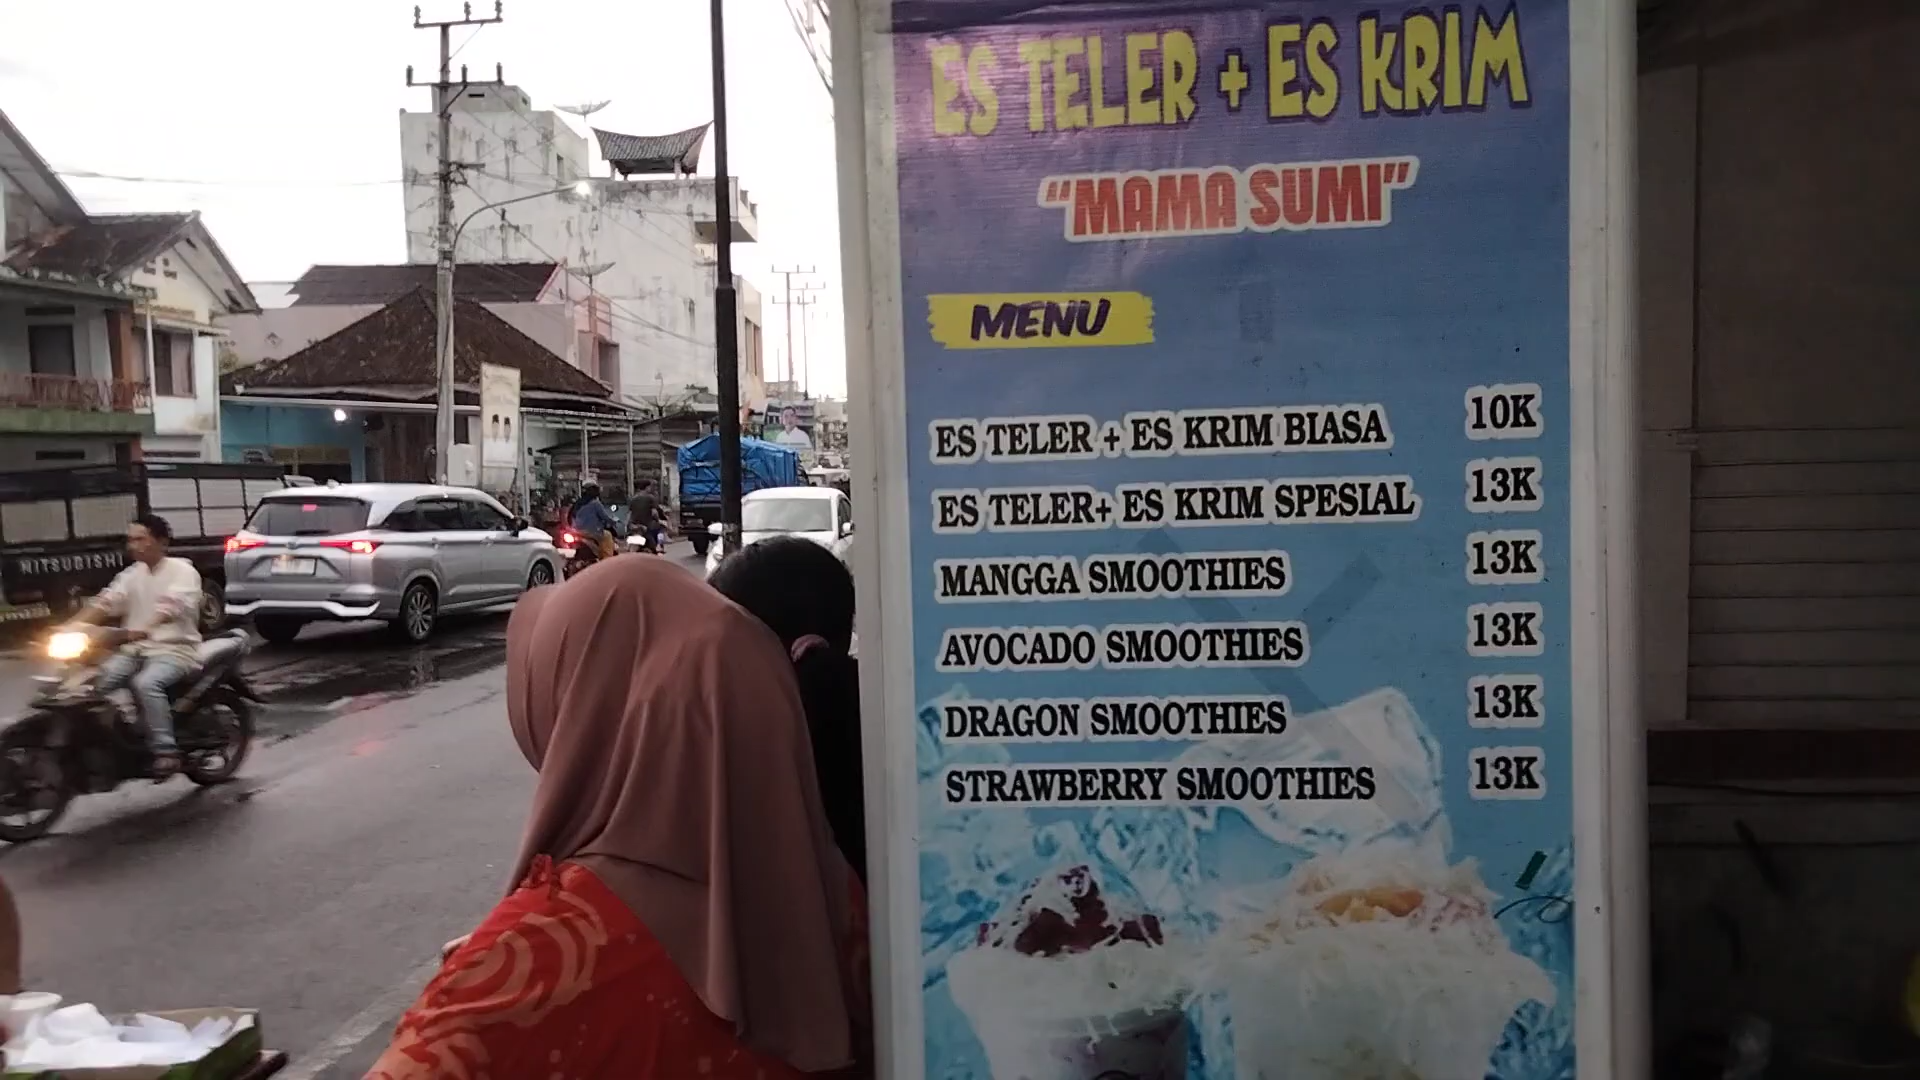 ES TELER + ES KRIM
"MAMA SUMI"
MENU
ES TELER + ES KRIM BIASA 10K
ES TELER+ ES KRIM SPESIAL 13K
MANGGA SMOOTHIES 13K
AVOCADO SMOOTHIES 13K
DRAGON SMOOTHIES 13K
STRAWBERRY SMOOTHIES 13K
MITSUBISHI